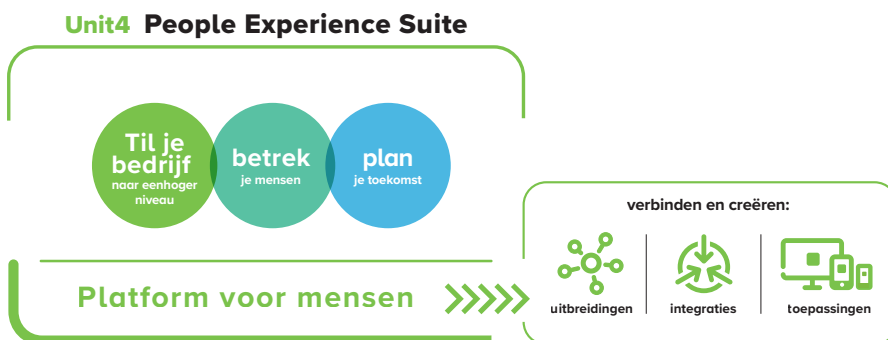 Unit4 People Experience Suite
Til je
bedrijf
naar eenhoger
niveau
betrek
je mensen
plan
je toekomst
Platform voor mensen
verbinden en creëren:
uitbreidingen
integraties
toepassingen